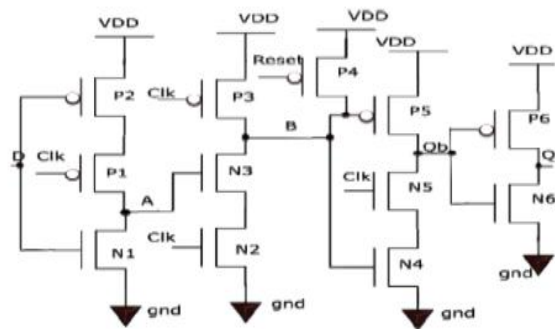 VDD
VDD
VDD
VDD
VDD
Reset
P4
P2
Clk
P3
P5
P6
D
Clk
P1
B
Qb
Q
A
N3
Clk
N5
N6
N1
Clk
N2
N4
gnd
gnd
gnd
gnd